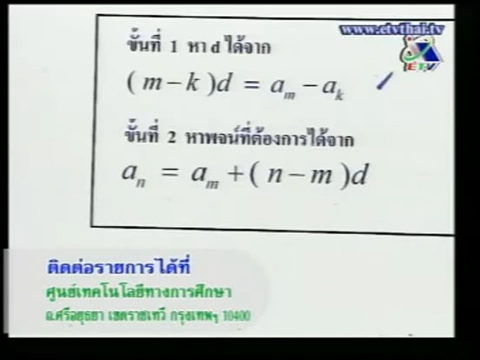 www.etvthai.tv
ETV
ขั้นที่ 1 หา d ได้จาก
(m-k)d = aₘ-aₖ
ขั้นที่ 2 หาพจน์ที่ต้องการได้จาก
aₙ = aₘ+(n-m)d
ติดต่อรายการได้ที่
ศูนย์เทคโนโลยีทางการศึกษา
ถ.ศรีอยุธยา เขตราชเทวี กรุงเทพฯ 10400